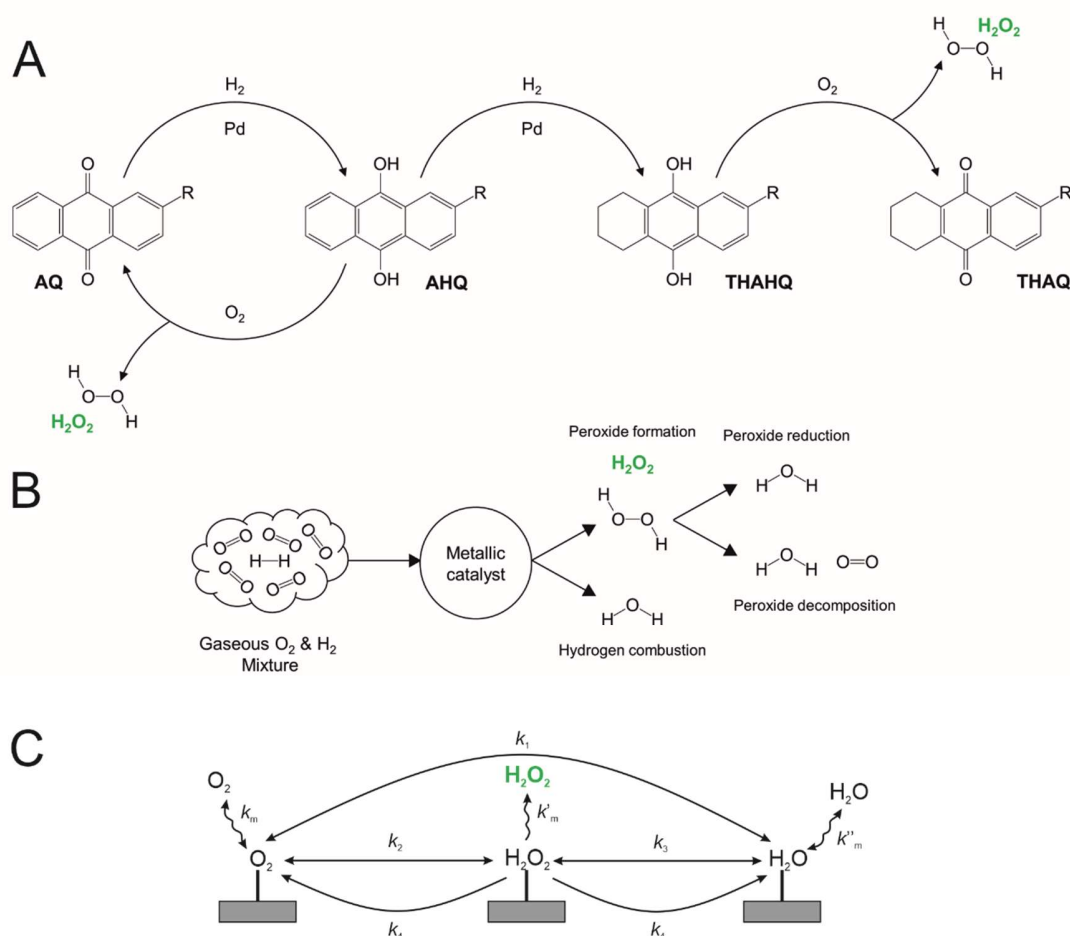 A
H₂
Pd
H₂
Pd
O₂
H
O–O
H
H₂O₂
O
R
O
AQ
OH
R
OH
AHQ
OH
R
OH
THAHQ
O
R
O
THAQ
O₂
H
O–O
H
H₂O₂
B
Peroxide formation
Peroxide reduction
H₂O₂
H
O–O
H
O
H H
O=O O=O O=O
H–H
O=O O=O
Metallic
catalyst
O
H H
O=O
Peroxide decomposition
O
H H
Hydrogen combustion
Gaseous O₂ & H₂
Mixture
C
k₁
O₂
H₂O₂
H₂O
kₘ
k'ₘ
k''ₘ
k₂
k₃
O₂
H₂O₂
H₂O
k₄
k₄